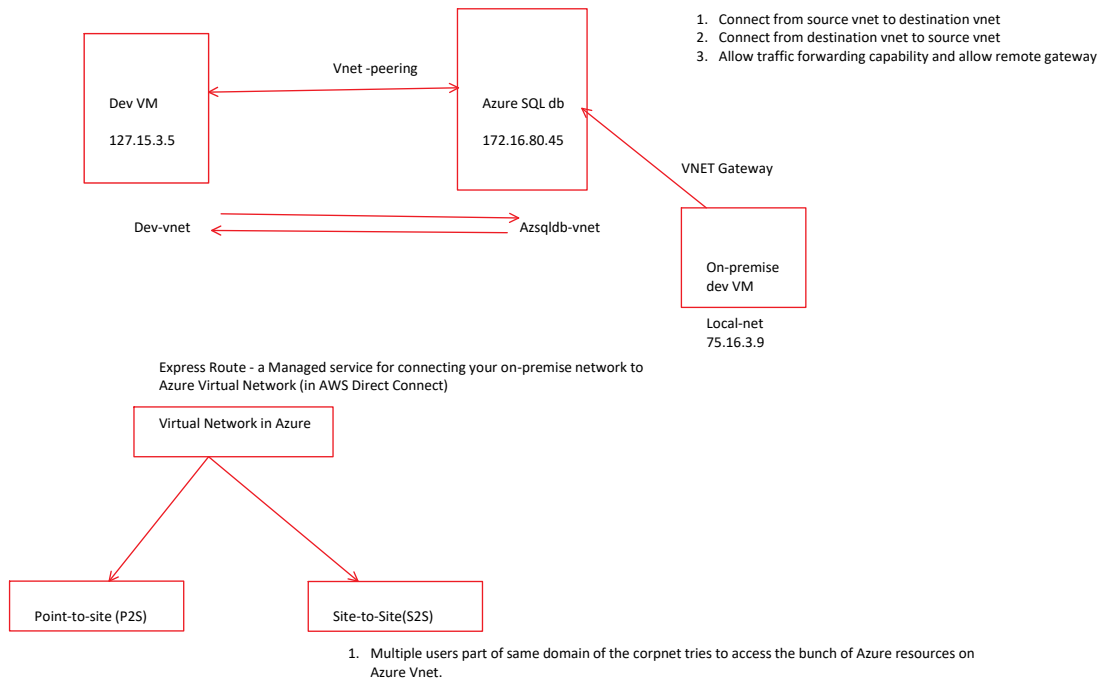 1. Connect from source vnet to destination vnet
2. Connect from destination vnet to source vnet
3. Allow traffic forwarding capability and allow remote gateway
Vnet -peering
Dev VM
127.15.3.5
Azure SQL db
172.16.80.45
VNET Gateway
Dev-vnet
Azsqldb-vnet
On-premise
dev VM
Local-net
75.16.3.9
Express Route - a Managed service for connecting your on-premise network to
Azure Virtual Network (in AWS Direct Connect)
Virtual Network in Azure
Point-to-site (P2S)
Site-to-Site(S2S)
1. Multiple users part of same domain of the corpnet tries to access the bunch of Azure resources on
Azure Vnet.